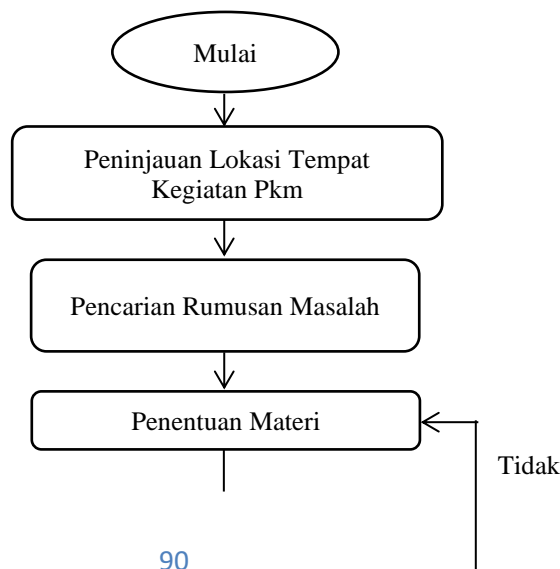 Mulai
Peninjauan Lokasi Tempat
Kegiatan Pkm
Pencarian Rumusan Masalah
Penentuan Materi
Tidak
90